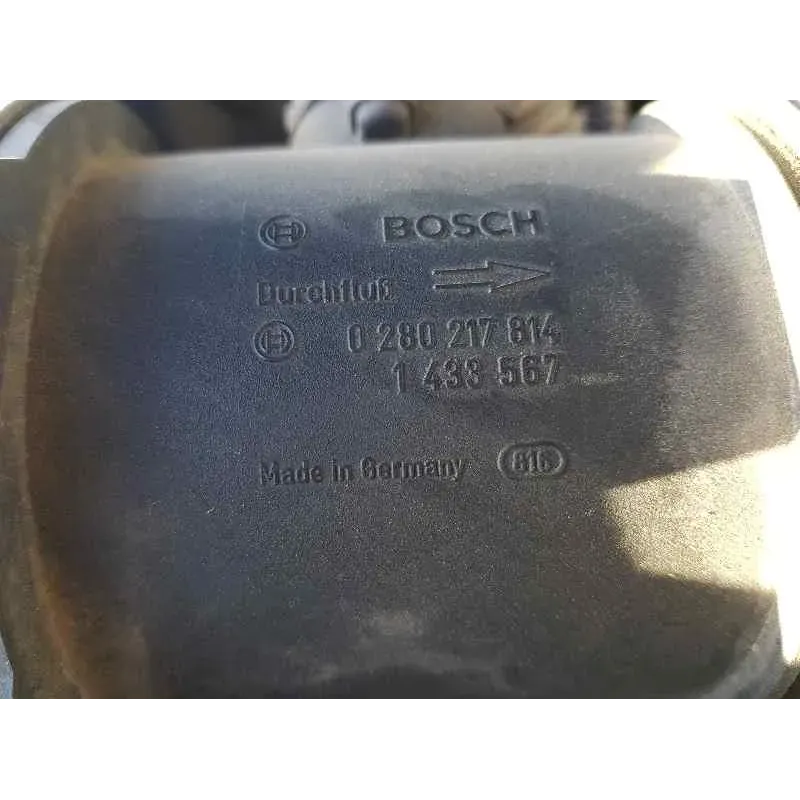 BOSCH
Durchfluß
0 280 217 814
1 433 567
Made in Germany 816